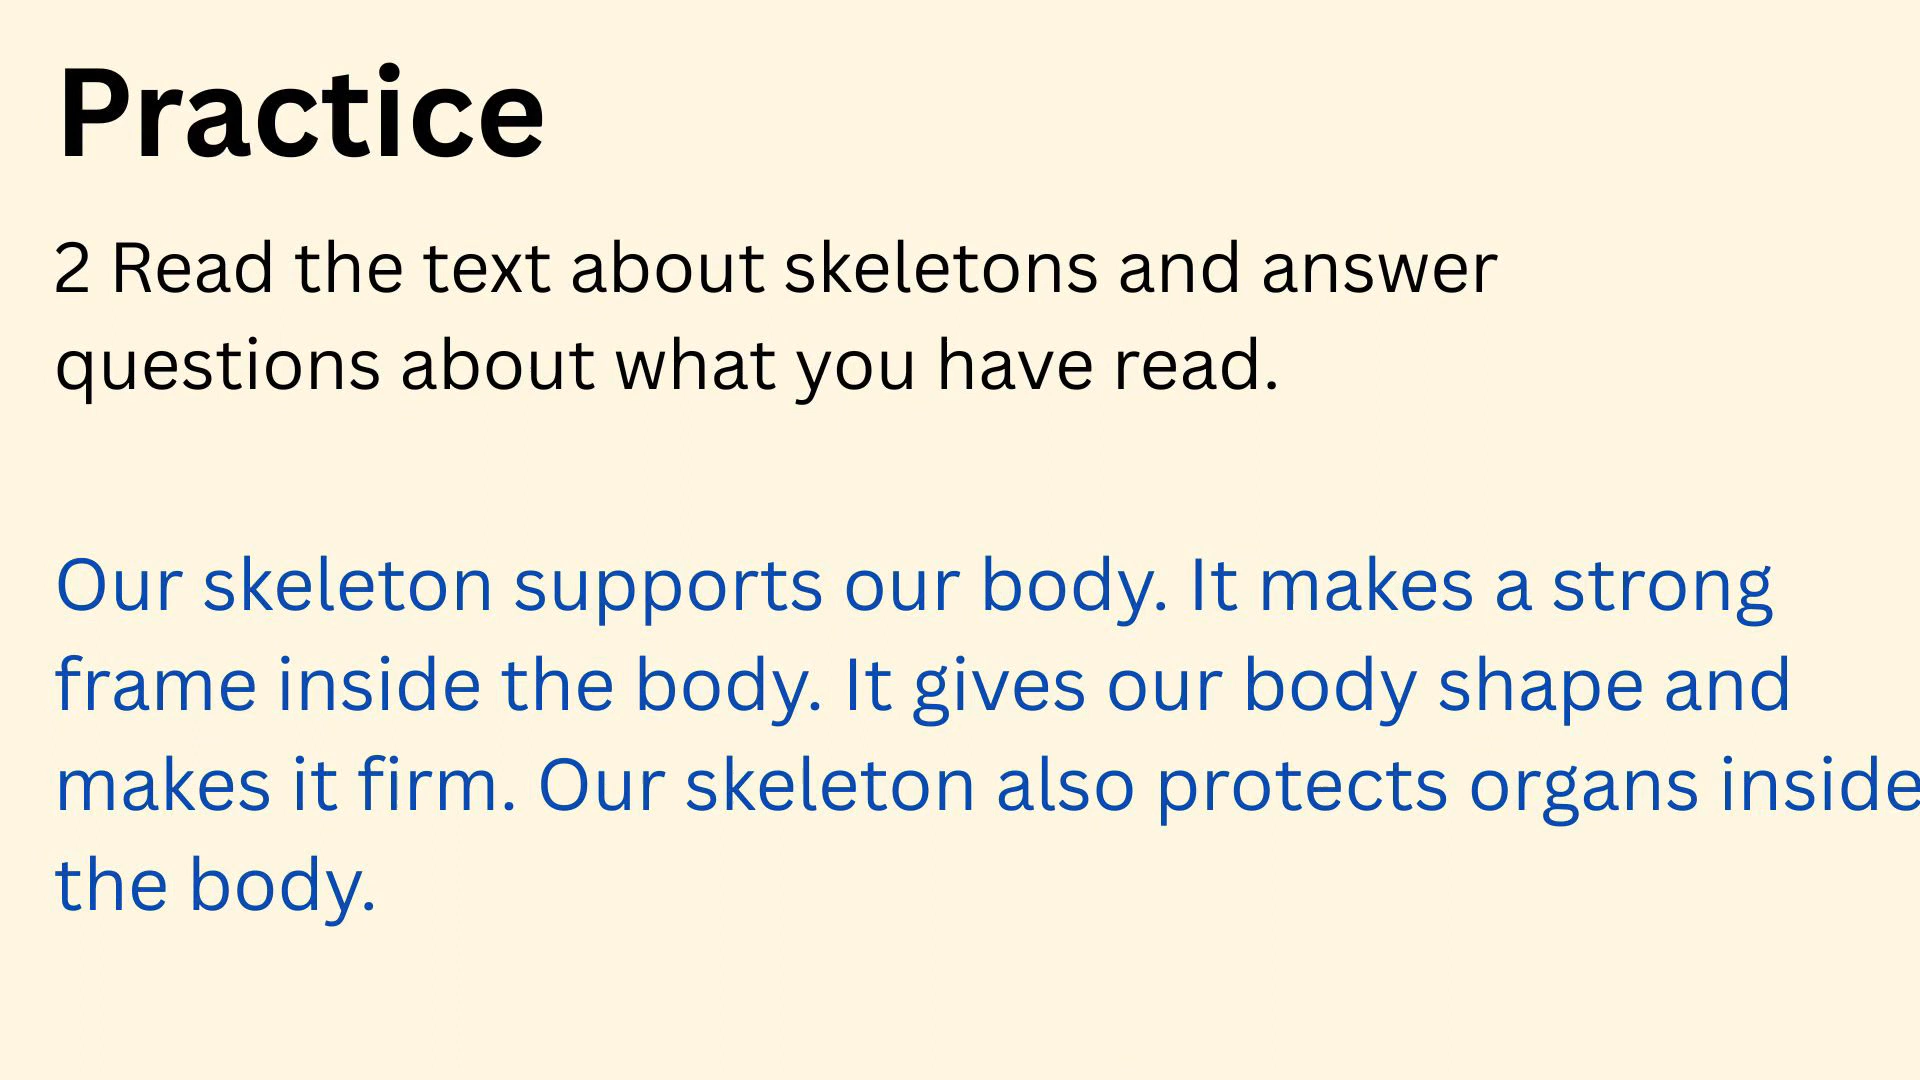 Practice
2 Read the text about skeletons and answer
questions about what you have read.
Our skeleton supports our body. It makes a strong
frame inside the body. It gives our body shape and
makes it firm. Our skeleton also protects organs inside
the body.